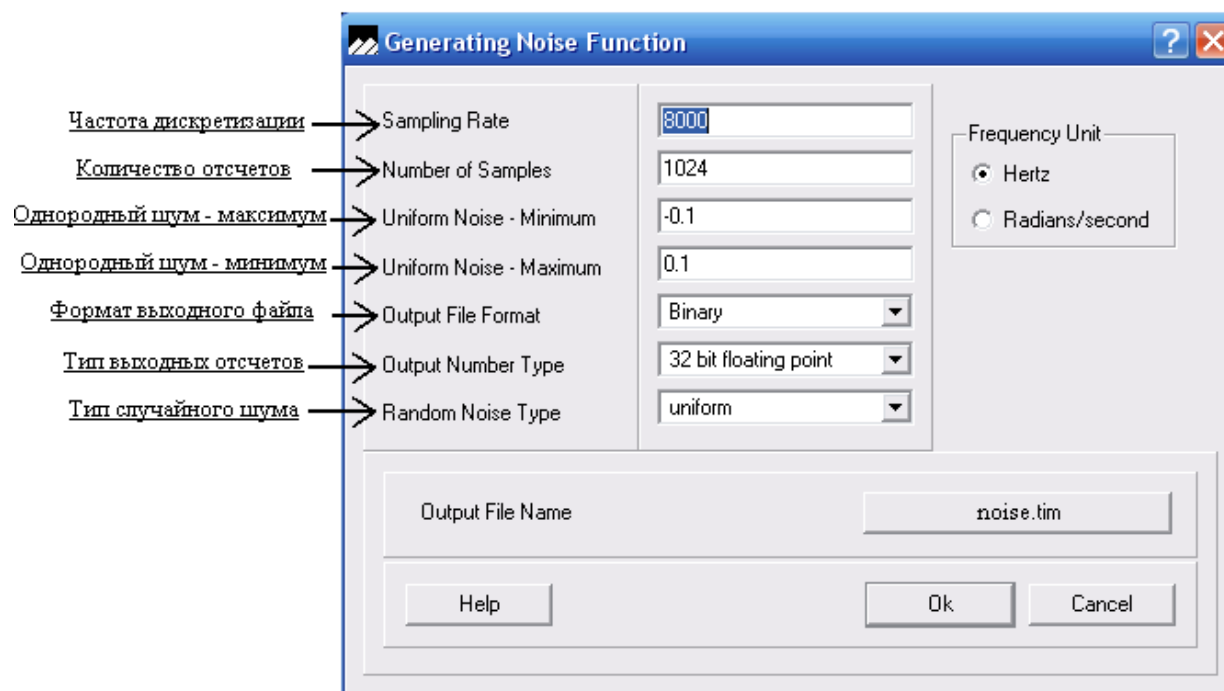 Generating Noise Function
Частота дискретизации Sampling Rate 8000
Количество отсчетов Number of Samples 1024
Однородный шум - максимум Uniform Noise - Minimum -0.1
Однородный шум - минимум Uniform Noise - Maximum 0.1
Формат выходного файла Output File Format Binary
Тип выходных отсчетов Output Number Type 32 bit floating point
Тип случайного шума Random Noise Type uniform
Frequency Unit
Hertz
Radians/second
Output File Name noise.tim
Help Ok Cancel